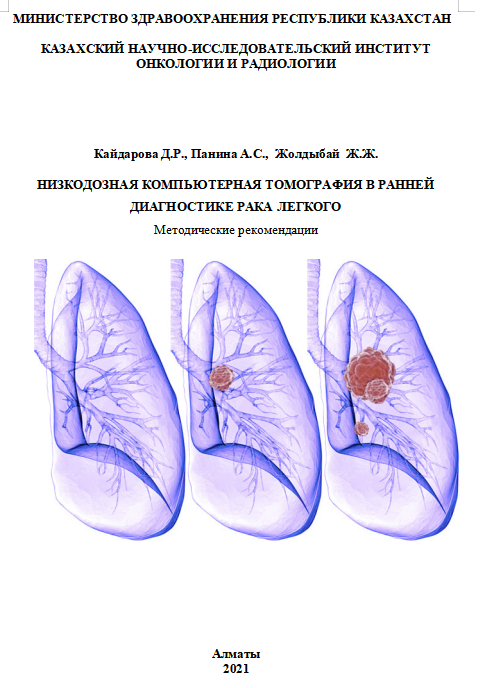 МИНИСТЕРСТВО ЗДРАВООХРАНЕНИЯ РЕСПУБЛИКИ КАЗАХСТАН
КАЗАХСКИЙ НАУЧНО-ИССЛЕДОВАТЕЛЬСКИЙ ИНСТИТУТ
ОНКОЛОГИИ И РАДИОЛОГИИ
Кайдарова Д.Р., Панина А.С., Жолдыбай Ж.Ж.
НИЗКОДОЗНАЯ КОМПЬЮТЕРНАЯ ТОМОГРАФИЯ В РАННЕЙ
ДИАГНОСТИКЕ РАКА ЛЕГКОГО
Методические рекомендации
Алматы
2021